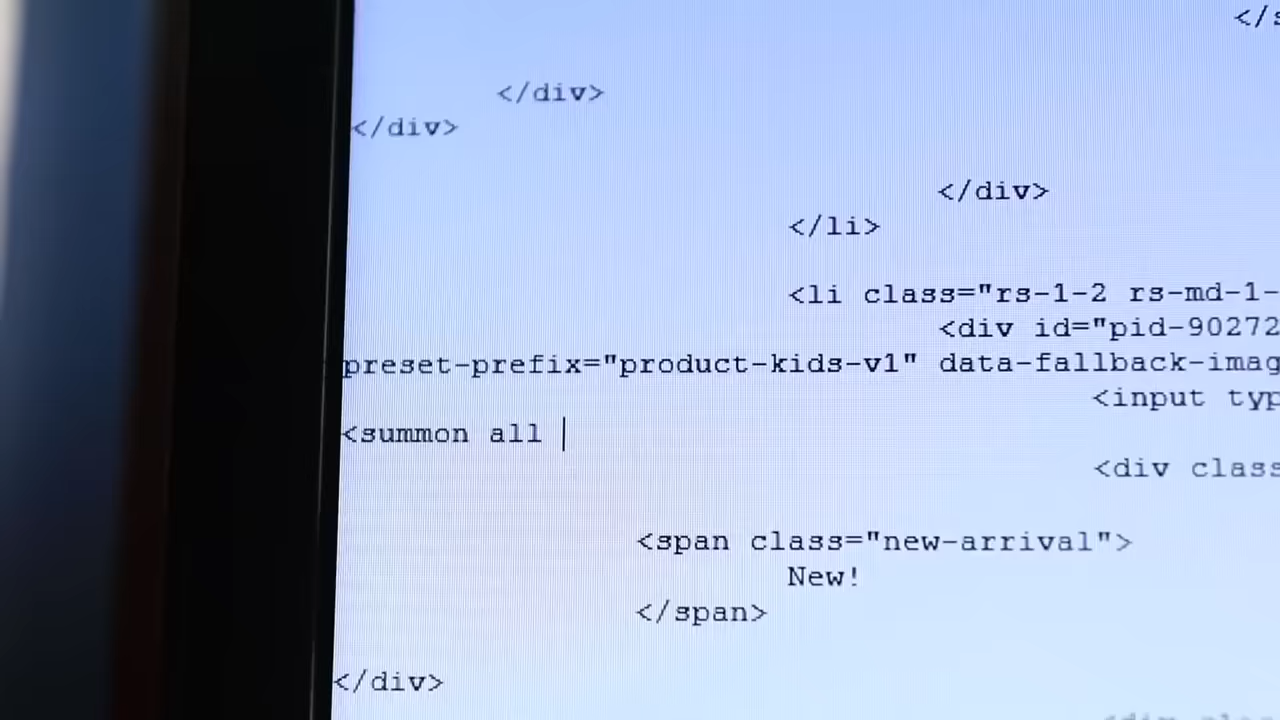 </div>
</div>
</div>
</li>
<li class="rs-1-2 rs-md-1-
<div id="pid-90272
preset-prefix="product-kids-v1" data-fallback-imag
<input typ
<summon all
<div class
<span class="new-arrival">
New!
</span>
</div>